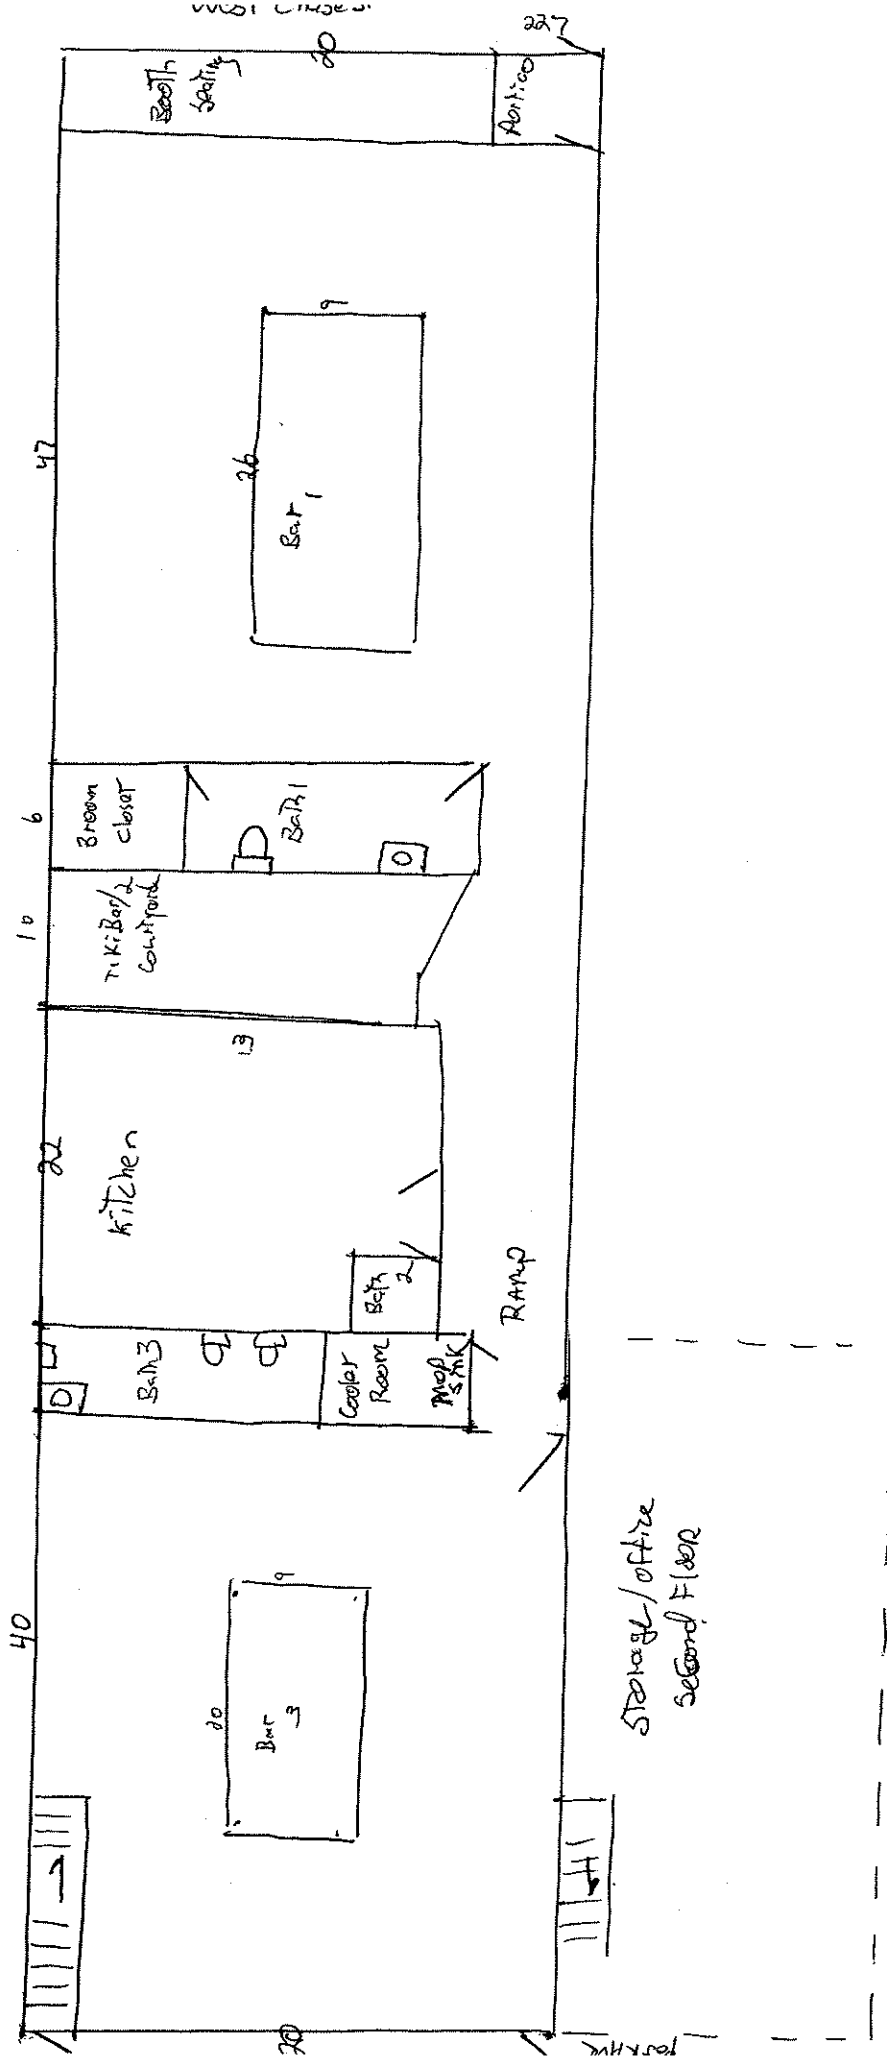 227
20
Booth
Seating
Portico
9
47
26
Bar 1
6
Broom
Closet
Bath 1
10
Tiki Bar/2
Courtyard
13
22
Kitchen
Bath
2
Ramp
Bath 3
Cooler
Room
Mop
Sink
40
9
20
Bar
3
Storage/Office
Second Floor
20